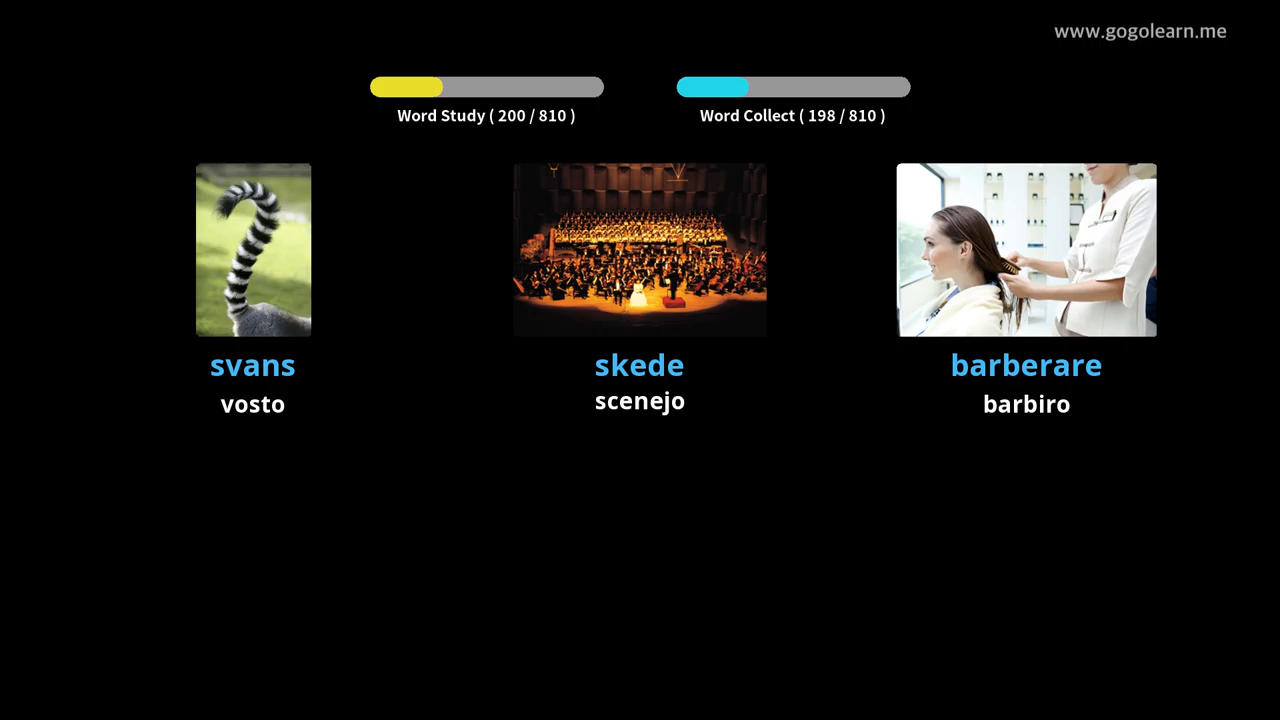 www.gogolearn.me
Word Study ( 200 / 810 )
Word Collect ( 198 / 810 )
svans
skede
barberare
vosto
scenejo
barbiro